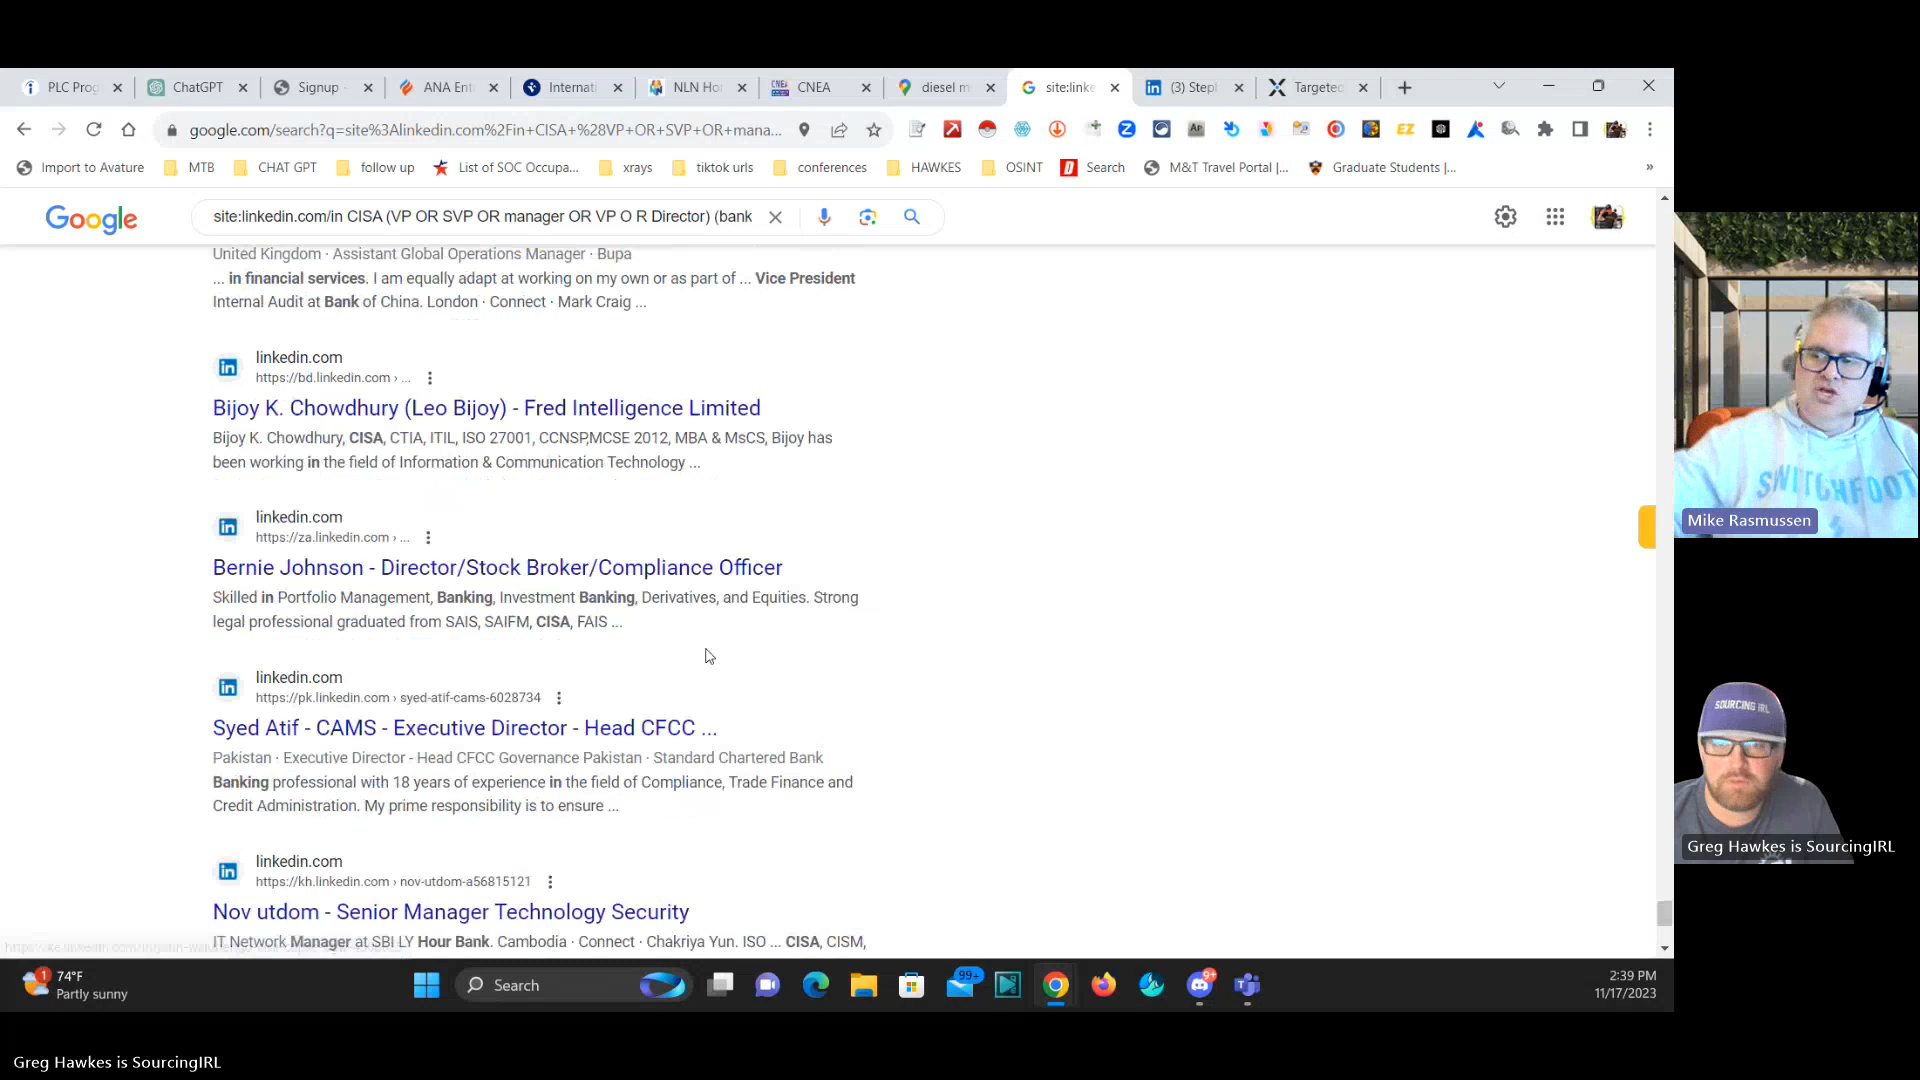 PLC Prog
ChatGPT
Signup
ANA Ent
Internati
NLN Ho
CNEA
diesel m
site:linke
(3) Step
Targeted
google.com/search?q=site%3Alinkedin.com%2Fin+CISA+%28VP+OR+SVP+OR+mana...
Import to Avature
MTB
CHAT GPT
follow up
List of SOC Occupa...
xrays
tiktok urls
conferences
HAWKES
OSINT
Search
M&T Travel Portal |...
Graduate Students |...
»
Google
site:linkedin.com/in CISA (VP OR SVP OR manager OR VP O R Director) (bank
United Kingdom · Assistant Global Operations Manager · Bupa
... in financial services. I am equally adapt at working on my own or as part of ... Vice President
Internal Audit at Bank of China. London · Connect · Mark Craig ...
linkedin.com
https://bd.linkedin.com › ...
Bijoy K. Chowdhury (Leo Bijoy) - Fred Intelligence Limited
Bijoy K. Chowdhury, CISA, CTIA, ITIL, ISO 27001, CCNSP,MCSE 2012, MBA & MsCS, Bijoy has
been working in the field of Information & Communication Technology ...
linkedin.com
https://za.linkedin.com › ...
Bernie Johnson - Director/Stock Broker/Compliance Officer
Skilled in Portfolio Management, Banking, Investment Banking, Derivatives, and Equities. Strong
legal professional graduated from SAIS, SAIFM, CISA, FAIS ...
linkedin.com
https://pk.linkedin.com › syed-atif-cams-6028734
Syed Atif - CAMS - Executive Director - Head CFCC ...
Pakistan · Executive Director - Head CFCC Governance Pakistan · Standard Chartered Bank
Banking professional with 18 years of experience in the field of Compliance, Trade Finance and
Credit Administration. My prime responsibility is to ensure ...
linkedin.com
https://kh.linkedin.com › nov-utdom-a56815121
Nov utdom - Senior Manager Technology Security
IT Network Manager at SBI LY Hour Bank. Cambodia · Connect · Chakriya Yun. ISO ... CISA, CISM,
SWITCHFOOT
Mike Rasmussen
SOURCING IRL
Greg Hawkes is SourcingIRL
1
74°F
Partly sunny
Search
99+
9+
2:39 PM
11/17/2023
Greg Hawkes is SourcingIRL